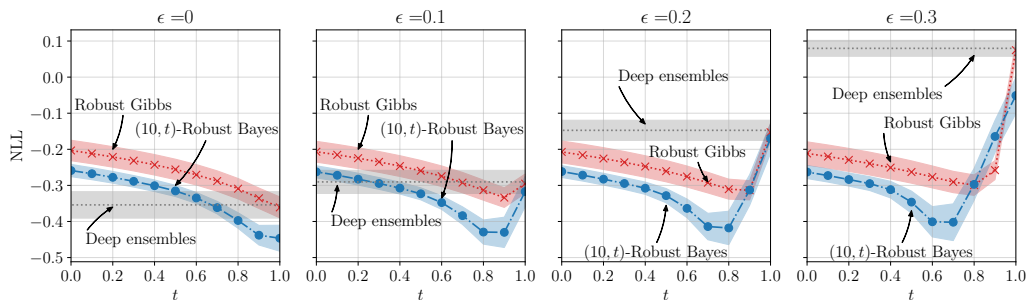 ϵ =0
ϵ =0.1
ϵ =0.2
ϵ =0.3
NLL
0.1
0.0
−0.1
−0.2
−0.3
−0.4
−0.5
Robust Gibbs
(10, t)-Robust Bayes
Deep ensembles
0.0 0.2 0.4 0.6 0.8 1.0
t
Robust Gibbs
(10, t)-Robust Bayes
Deep ensembles
0.0 0.2 0.4 0.6 0.8 1.0
t
Deep ensembles
Robust Gibbs
(10, t)-Robust Bayes
0.0 0.2 0.4 0.6 0.8 1.0
t
Deep ensembles
Robust Gibbs
(10, t)-Robust Bayes
0.0 0.2 0.4 0.6 0.8 1.0
t